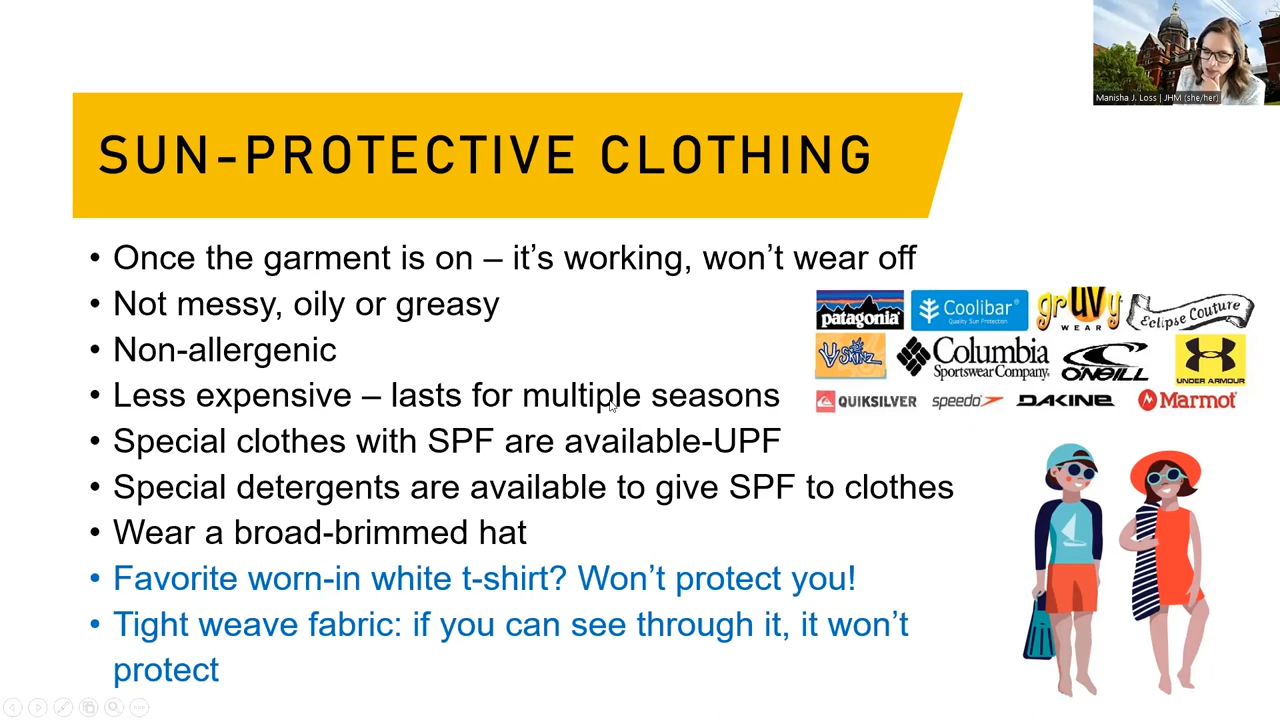 Manisha J. Loss | JHM (she/her)
SUN-PROTECTIVE CLOTHING
• Once the garment is on – it's working, won't wear off
• Not messy, oily or greasy
• Non-allergenic
• Less expensive – lasts for multiple seasons
• Special clothes with SPF are available-UPF
• Special detergents are available to give SPF to clothes
• Wear a broad-brimmed hat
• Favorite worn-in white t-shirt? Won't protect you!
• Tight weave fabric: if you can see through it, it won't
protect
patagonia
Coolibar®
Quality Sun Protection
grUVy
WEAR
Eclipse Couture
UV SKINZ
Columbia
Sportswear Company®
O'NEILL
UNDER ARMOUR
QUIKSILVER
speedo
DAKINE
Marmot